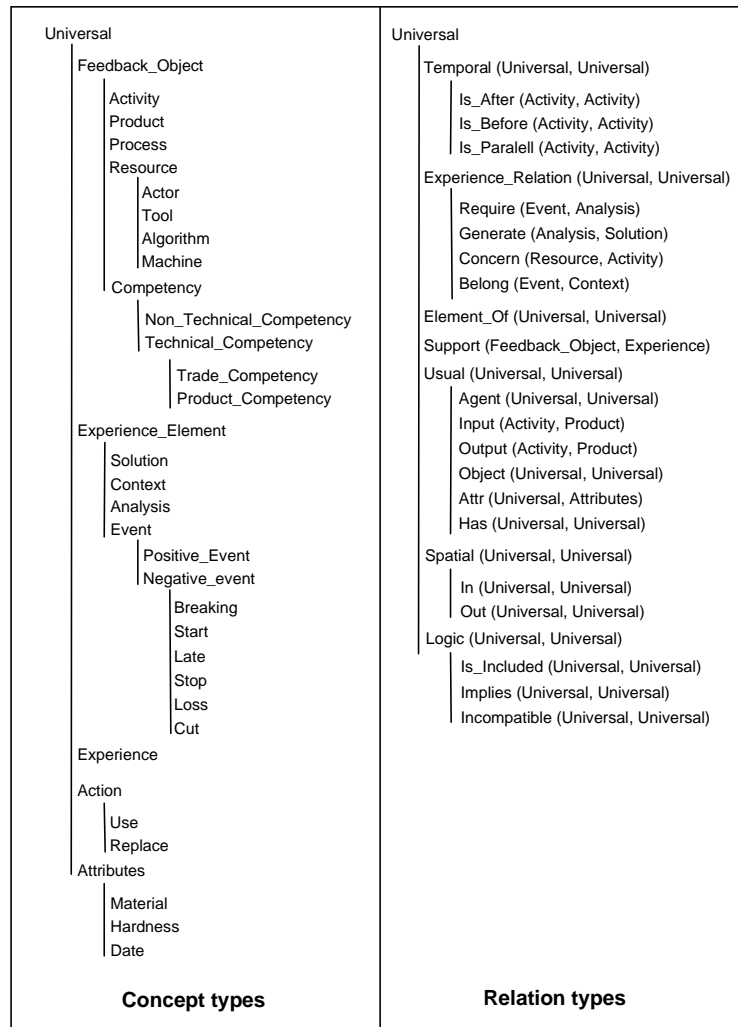 Universal
Feedback_Object
Activity
Product
Process
Resource
Actor
Tool
Algorithm
Machine
Competency
Non_Technical_Competency
Technical_Competency
Trade_Competency
Product_Competency
Experience_Element
Solution
Context
Analysis
Event
Positive_Event
Negative_event
Breaking
Start
Late
Stop
Loss
Cut
Experience
Action
Use
Replace
Attributes
Material
Hardness
Date
Concept types
Universal
Temporal (Universal, Universal)
Is_After (Activity, Activity)
Is_Before (Activity, Activity)
Is_Paralell (Activity, Activity)
Experience_Relation (Universal, Universal)
Require (Event, Analysis)
Generate (Analysis, Solution)
Concern (Resource, Activity)
Belong (Event, Context)
Element_Of (Universal, Universal)
Support (Feedback_Object, Experience)
Usual (Universal, Universal)
Agent (Universal, Universal)
Input (Activity, Product)
Output (Activity, Product)
Object (Universal, Universal)
Attr (Universal, Attributes)
Has (Universal, Universal)
Spatial (Universal, Universal)
In (Universal, Universal)
Out (Universal, Universal)
Logic (Universal, Universal)
Is_Included (Universal, Universal)
Implies (Universal, Universal)
Incompatible (Universal, Universal)
Relation types